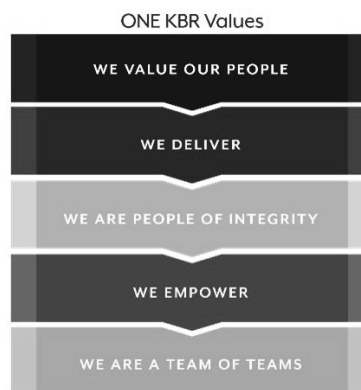 ONE KBR Values
WE VALUE OUR PEOPLE
WE DELIVER
WE ARE PEOPLE OF INTEGRITY
WE EMPOWER
WE ARE A TEAM OF TEAMS